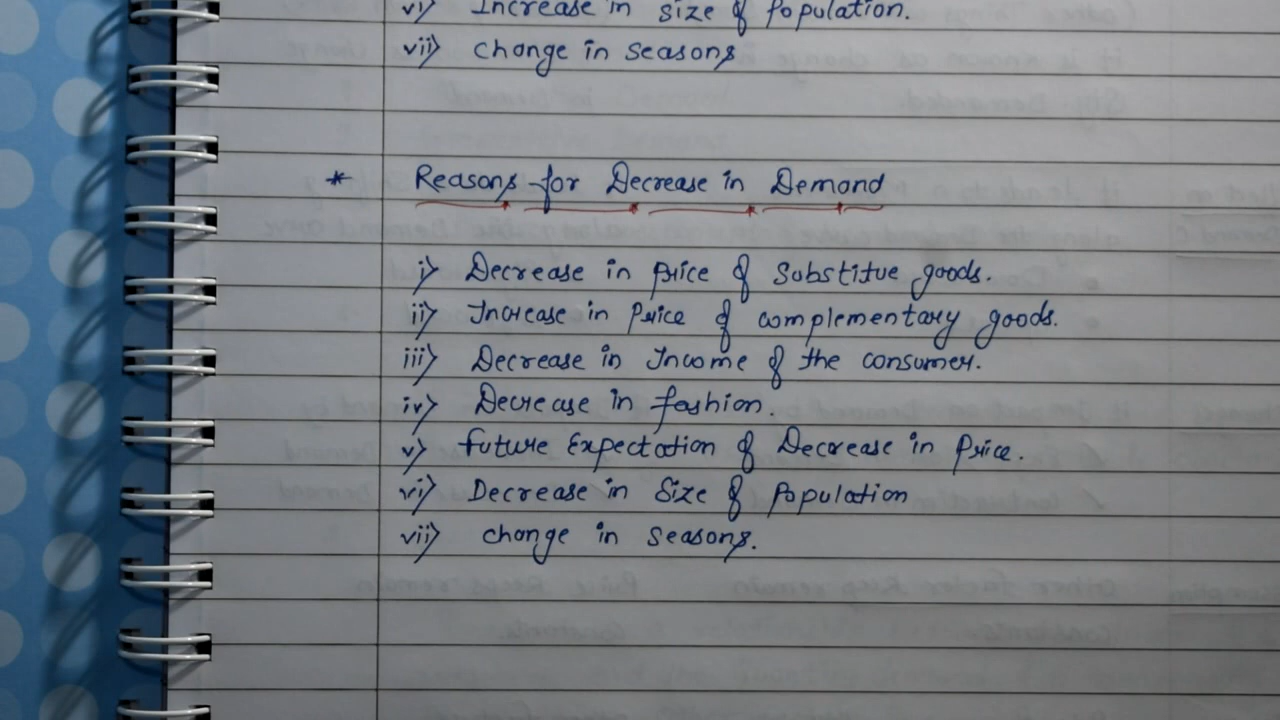 vi) Increase in size of Population.
vii) change in seasons
* Reasons for Decrease in Demand
i) Decrease in price of Substitue goods.
ii) Increase in Price of complementary goods.
iii) Decrease in Income of the consumer.
iv) Decrease in fashion.
v) future Expectation of Decrease in Price.
vi) Decrease in Size of Population
vii) change in seasons.